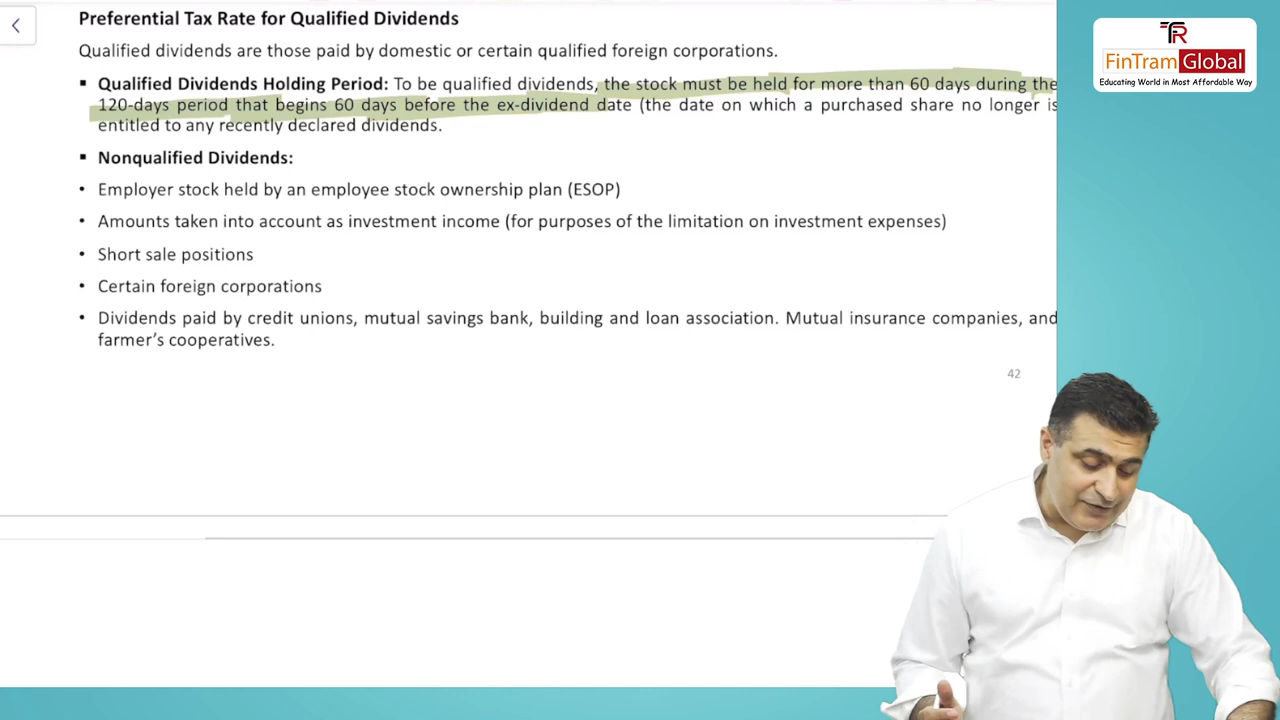 Preferential Tax Rate for Qualified Dividends
Qualified dividends are those paid by domestic or certain qualified foreign corporations.
▪ Qualified Dividends Holding Period: To be qualified dividends, the stock must be held for more than 60 days during the
120-days period that begins 60 days before the ex-dividend date (the date on which a purchased share no longer is
entitled to any recently declared dividends.
▪ Nonqualified Dividends:
• Employer stock held by an employee stock ownership plan (ESOP)
• Amounts taken into account as investment income (for purposes of the limitation on investment expenses)
• Short sale positions
• Certain foreign corporations
• Dividends paid by credit unions, mutual savings bank, building and loan association. Mutual insurance companies, and
farmer's cooperatives.
42
FinTram Global
Educating World in Most Affordable Way